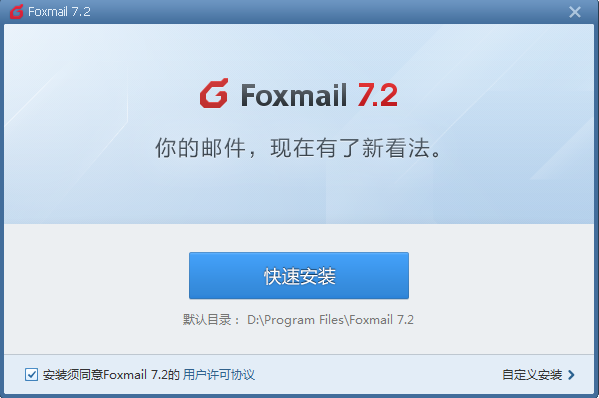 Foxmail 7.2
Foxmail 7.2
你的邮件，现在有了新看法。
快速安装
默认目录： D:\Program Files\Foxmail 7.2
安装须同意Foxmail 7.2的 用户许可协议
自定义安装